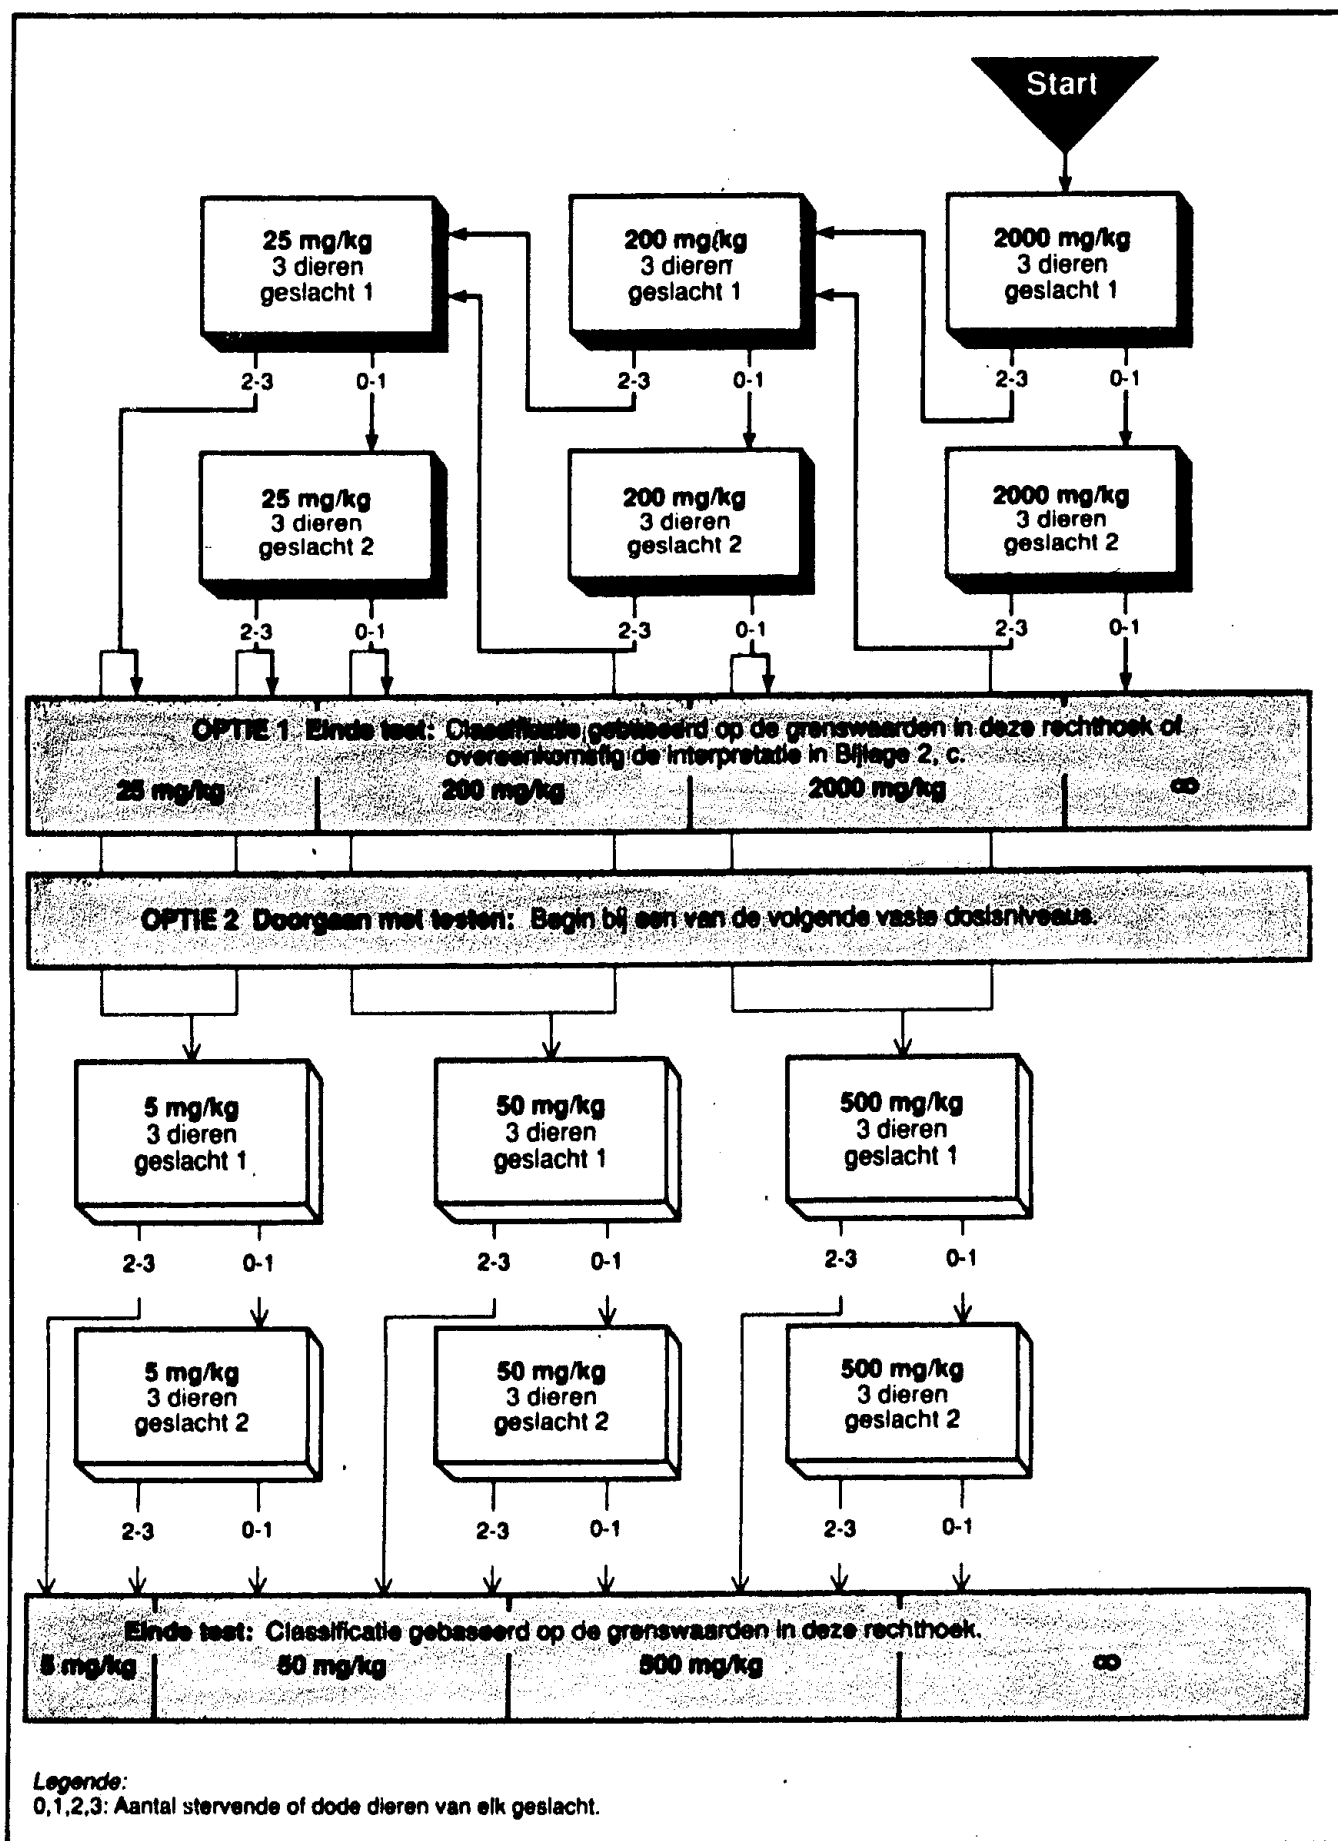 Start
25 mg/kg
3 dieren
geslacht 1
200 mg/kg
3 dieren
geslacht 1
2000 mg/kg
3 dieren
geslacht 1
2-3
0-1
2-3
0-1
2-3
0-1
25 mg/kg
3 dieren
geslacht 2
200 mg/kg
3 dieren
geslacht 2
2000 mg/kg
3 dieren
geslacht 2
2-3
0-1
2-3
0-1
2-3
0-1
OPTIE 1 Einde test: Classificatie gebaseerd op de grenswaarden in deze rechthoek of
overeenkomstig de interpretatie in Bijlage 2, c.
25 mg/kg
200 mg/kg
2000 mg/kg
∞
OPTIE 2 Doorgaan met testen: Begin bij een van de volgende vaste dosisniveaus.
5 mg/kg
3 dieren
geslacht 1
50 mg/kg
3 dieren
geslacht 1
500 mg/kg
3 dieren
geslacht 1
2-3
0-1
2-3
0-1
2-3
0-1
5 mg/kg
3 dieren
geslacht 2
50 mg/kg
3 dieren
geslacht 2
500 mg/kg
3 dieren
geslacht 2
2-3
0-1
2-3
0-1
2-3
0-1
Einde test: Classificatie gebaseerd op de grenswaarden in deze rechthoek.
5 mg/kg
50 mg/kg
500 mg/kg
∞
Legende:
0,1,2,3: Aantal stervende of dode dieren van elk geslacht.